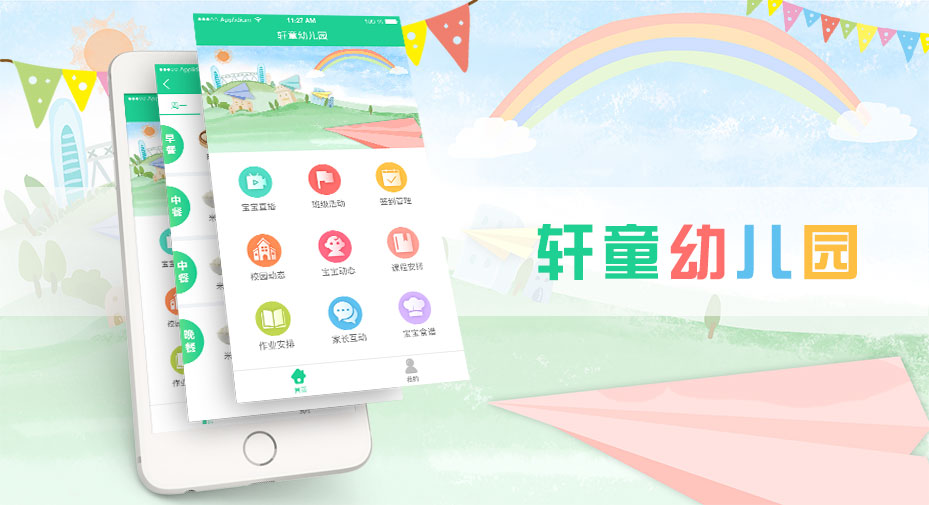 11:27 AM
轩童幼儿园
周一
早餐
中餐
中餐
晚餐
宝宝直播
班级活动
签到管理
校园动态
宝宝动态
课程安排
作业安排
家长互动
宝宝食谱
首页
我的
轩童幼儿园